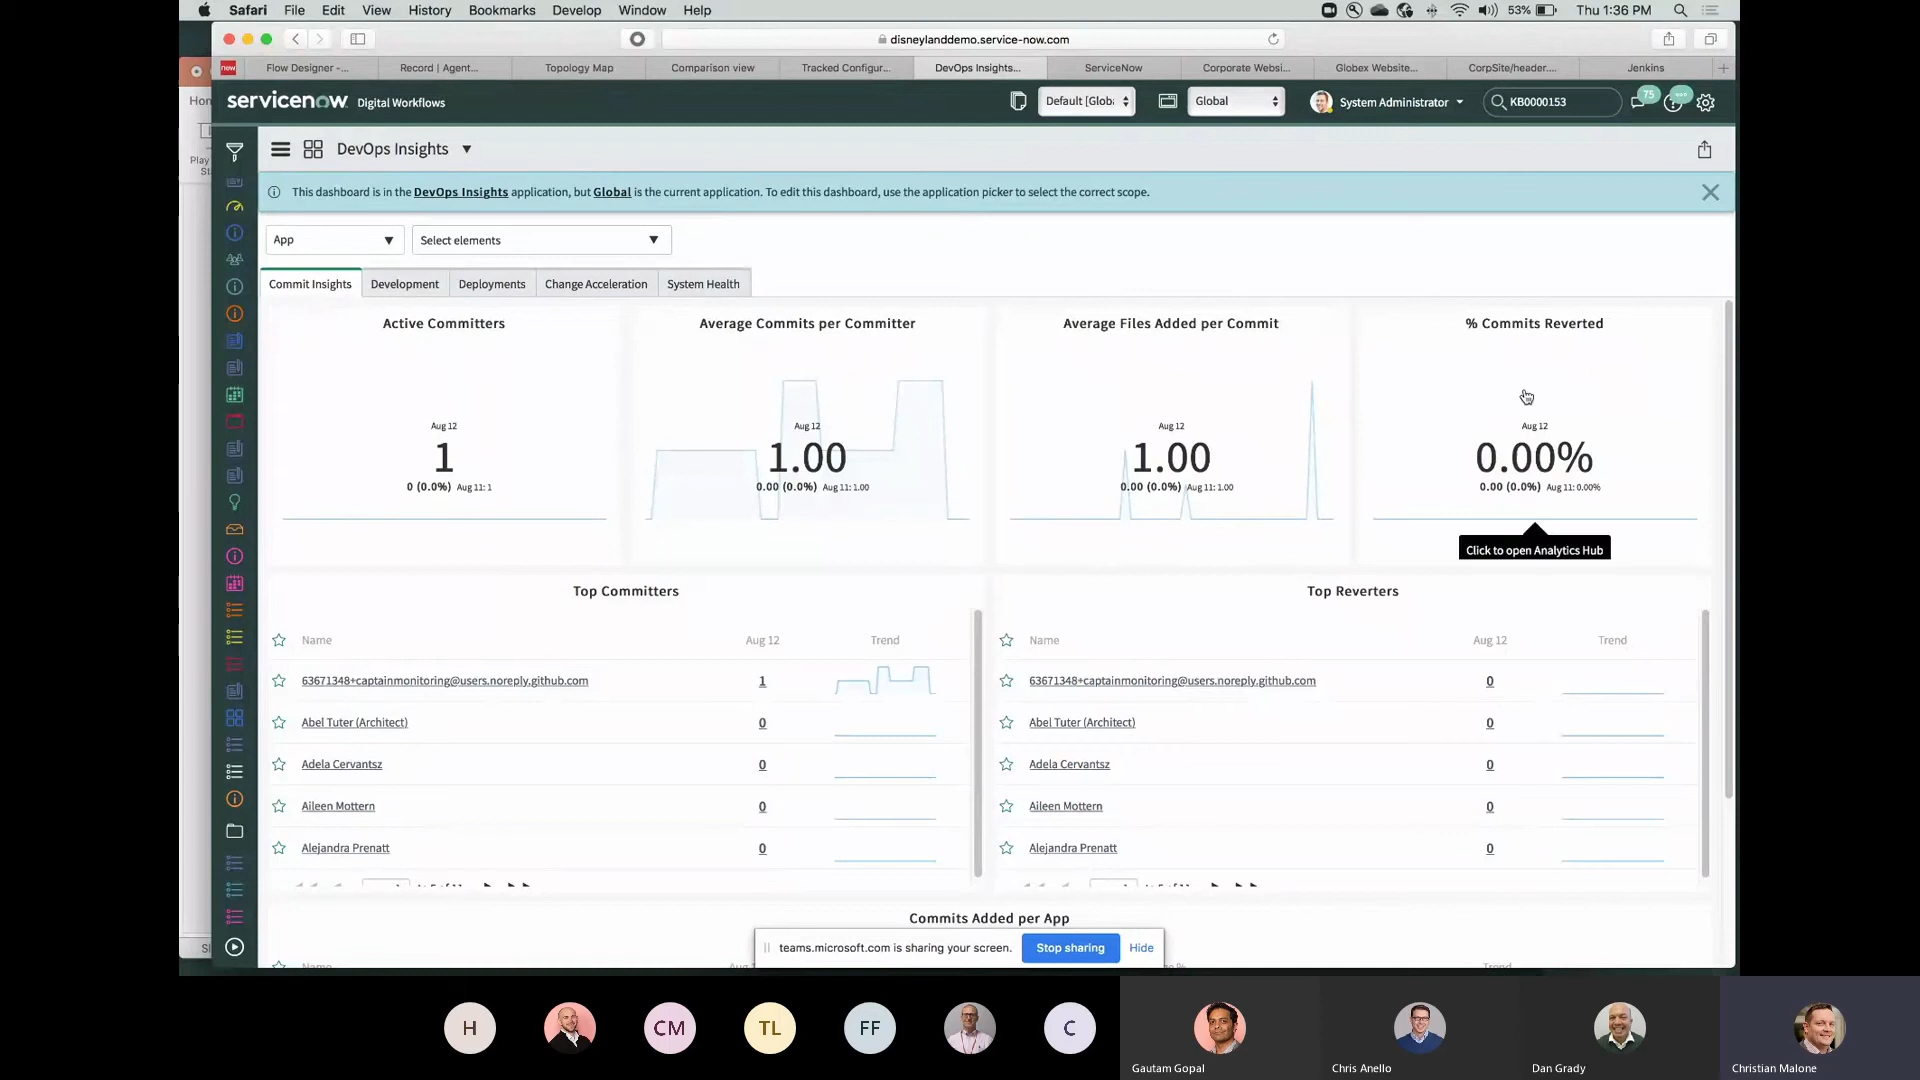 Safari File Edit View History Bookmarks Develop Window Help
53% Thu 1:36 PM
disneylanddemo.service-now.com
new Flow Designer -... Record | Agent... Topology Map Comparison view Tracked Configur... DevOps Insights... ServiceNow Corporate Websi... Globex Website... CorpSite/header.... Jenkins
servicenow Digital Workflows
Default [Globa Global System Administrator KB0000153 75
Play
DevOps Insights
This dashboard is in the DevOps Insights application, but Global is the current application. To edit this dashboard, use the application picker to select the correct scope.
App Select elements
Commit Insights Development Deployments Change Acceleration System Health
Active Committers Average Commits per Committer Average Files Added per Commit % Commits Reverted
Aug 12 Aug 12 Aug 12 Aug 12
1 1.00 1.00 0.00%
0 (0.0%) Aug 11: 1 0.00 (0.0%) Aug 11: 1.00 0.00 (0.0%) Aug 11: 1.00 0.00 (0.0%) Aug 11: 0.00%
Click to open Analytics Hub
Top Committers Top Reverters
Name Aug 12 Trend Name Aug 12 Trend
63671348+captainmonitoring@users.noreply.github.com 1 63671348+captainmonitoring@users.noreply.github.com 0
Abel Tuter (Architect) 0 Abel Tuter (Architect) 0
Adela Cervantsz 0 Adela Cervantsz 0
Aileen Mottern 0 Aileen Mottern 0
Alejandra Prenatt 0 Alejandra Prenatt 0
Commits Added per App
teams.microsoft.com is sharing your screen. Stop sharing Hide
H CM TL FF C
Gautam Gopal Chris Anello Dan Grady Christian Malone